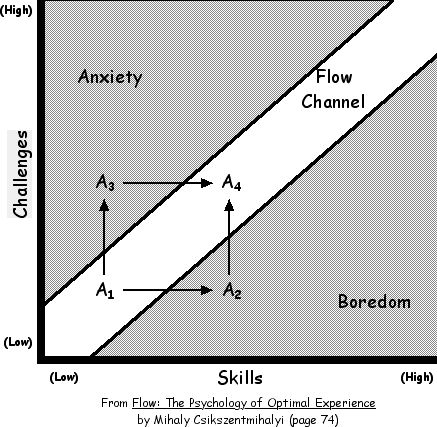 (High)
Anxiety
Flow
Channel
Challenges
A3
A4
A1
A2
Boredom
(Low)
(Low)
Skills
(High)
From Flow: The Psychology of Optimal Experience
by Mihaly Csikszentmihalyi (page 74)